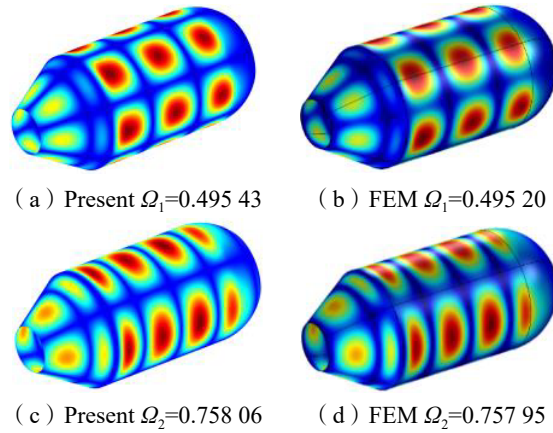 （a）Present Ω₁=0.495 43
（b）FEM Ω₁=0.495 20
（c）Present Ω₂=0.758 06
（d）FEM Ω₂=0.757 95